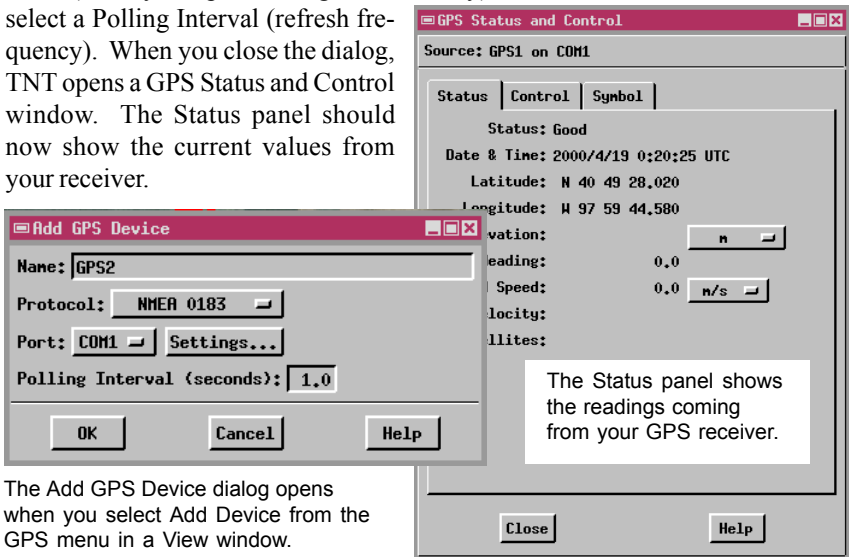 select a Polling Interval (refresh fre-
quency). When you close the dialog,
TNT opens a GPS Status and Control
window. The Status panel should
now show the current values from
your receiver.
Add GPS Device
Name: GPS2
Protocol: NMEA 0183
Port: COM1 Settings...
Polling Interval (seconds): 1.0
OK Cancel Help
The Add GPS Device dialog opens
when you select Add Device from the
GPS menu in a View window.
GPS Status and Control
Source: GPS1 on COM1
Status Control Symbol
Status: Good
Date & Time: 2000/4/19 0:20:25 UTC
Latitude: N 40 49 28.020
Longitude: W 97 59 44.580
vation: m
eading: 0.0
Speed: 0.0 m/s
locity:
llites:
The Status panel shows
the readings coming
from your GPS receiver.
Close Help